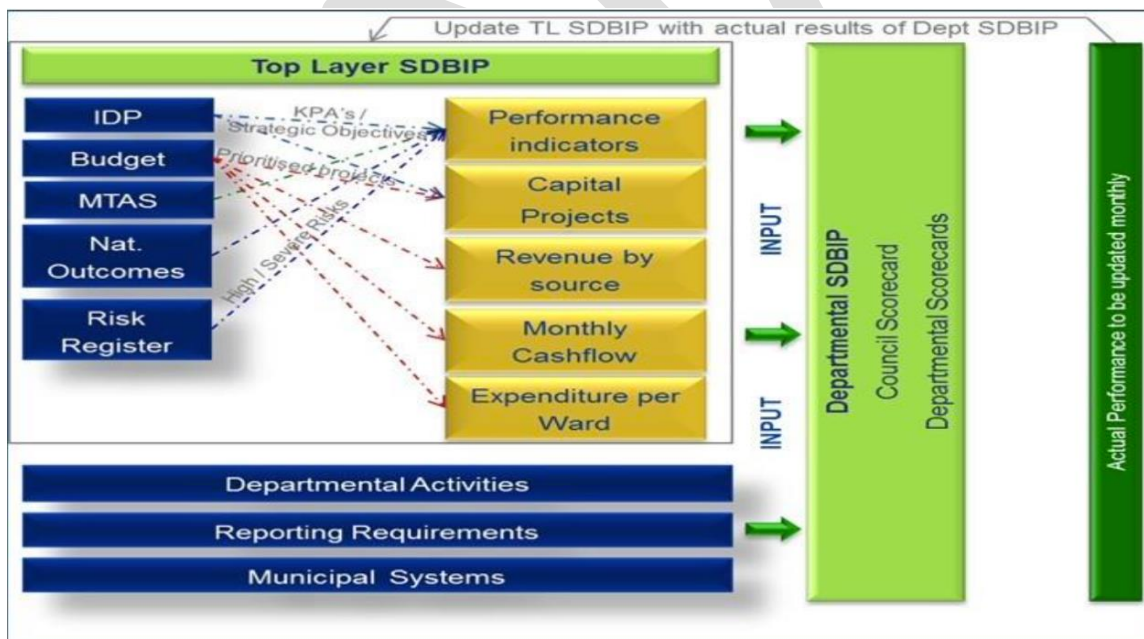 Update TL SDBIP with actual results of Dept SDBIP
Top Layer SDBIP
IDP
Budget
MTAS
Nat.
Outcomes
Risk
Register
KPA's /
Strategic Objectives
Prioritised projects
High / Severe Risks
Performance
indicators
Capital
Projects
Revenue by
source
Monthly
Cashflow
Expenditure per
Ward
INPUT
INPUT
Departmental SDBIP
Council Scorecard
Departmental Scorecards
Actual Performance to be updated monthly
Departmental Activities
Reporting Requirements
Municipal Systems